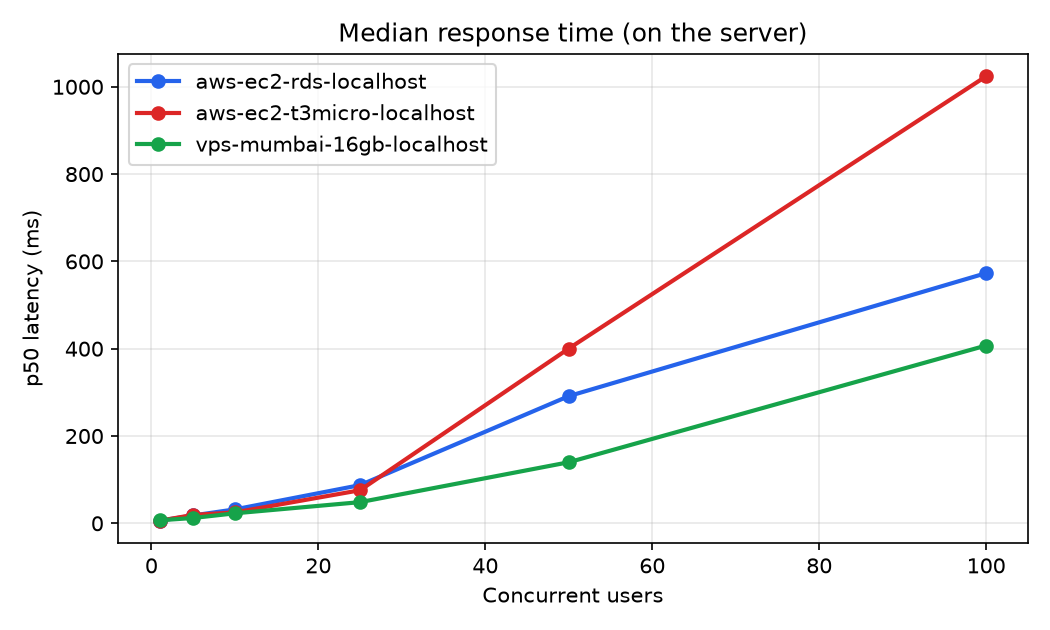 Median response time (on the server)
aws-ec2-rds-localhost
aws-ec2-t3micro-localhost
vps-mumbai-16gb-localhost
p50 latency (ms)
1000
800
600
400
200
0
0 20 40 60 80 100
Concurrent users